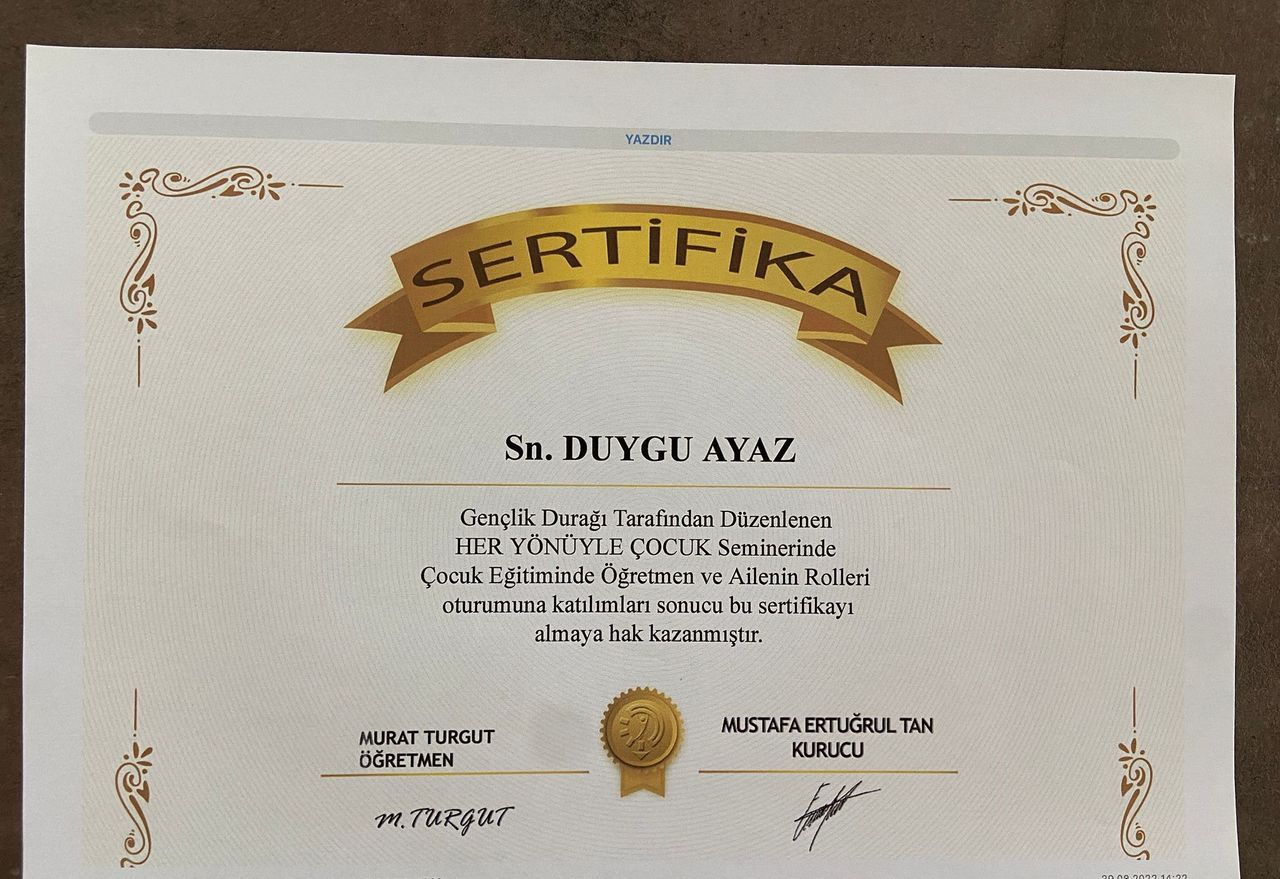 YAZDIR
SERTİFİKA
Sn. DUYGU AYAZ
Gençlik Durağı Tarafından Düzenlenen
HER YÖNÜYLE ÇOCUK Seminerinde
Çocuk Eğitiminde Öğretmen ve Ailenin Rolleri
oturumuna katılımları sonucu bu sertifikayı
almaya hak kazanmıştır.
MURAT TURGUT
ÖĞRETMEN
M. TURGUT
MUSTAFA ERTUĞRUL TAN
KURUCU